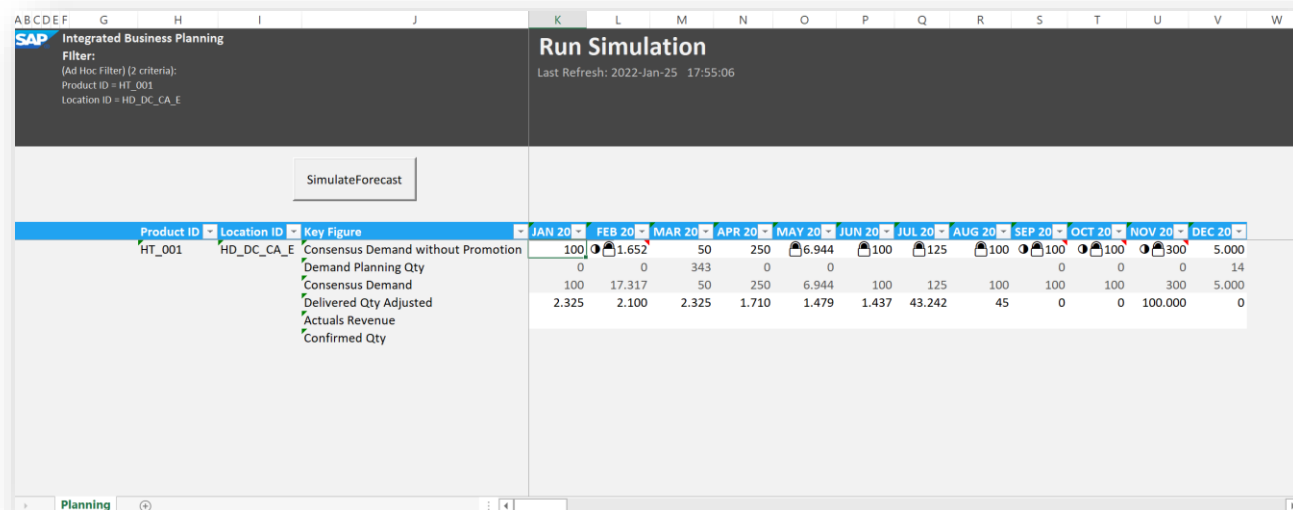 A B C D E F G H I J K L M N O P Q R S T U V W
SAP Integrated Business Planning
Filter:
(Ad Hoc Filter) (2 criteria):
Product ID = HT_001
Location ID = HD_DC_CA_E
Run Simulation
Last Refresh: 2022-Jan-25 17:55:06
SimulateForecast
Product ID Location ID Key Figure JAN 20 FEB 20 MAR 20 APR 20 MAY 20 JUN 20 JUL 20 AUG 20 SEP 20 OCT 20 NOV 20 DEC 20
HT_001 HD_DC_CA_E Consensus Demand without Promotion 100 1.652 50 250 6.944 100 125 100 100 100 300 5.000
Demand Planning Qty 0 0 343 0 0 0 0 0 14
Consensus Demand 100 17.317 50 250 6.944 100 125 100 100 100 300 5.000
Delivered Qty Adjusted 2.325 2.100 2.325 1.710 1.479 1.437 43.242 45 0 0 100.000 0
Actuals Revenue
Confirmed Qty
Planning